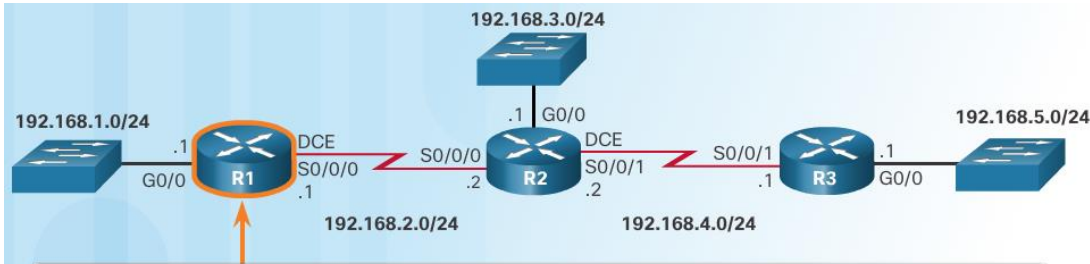 192.168.3.0/24
.1 G0/0
192.168.1.0/24
.1
G0/0
R1
DCE
S0/0/0
.1
S0/0/0
.2
R2
DCE
S0/0/1
.2
S0/0/1
.1
R3
.1
G0/0
192.168.5.0/24
192.168.2.0/24
192.168.4.0/24